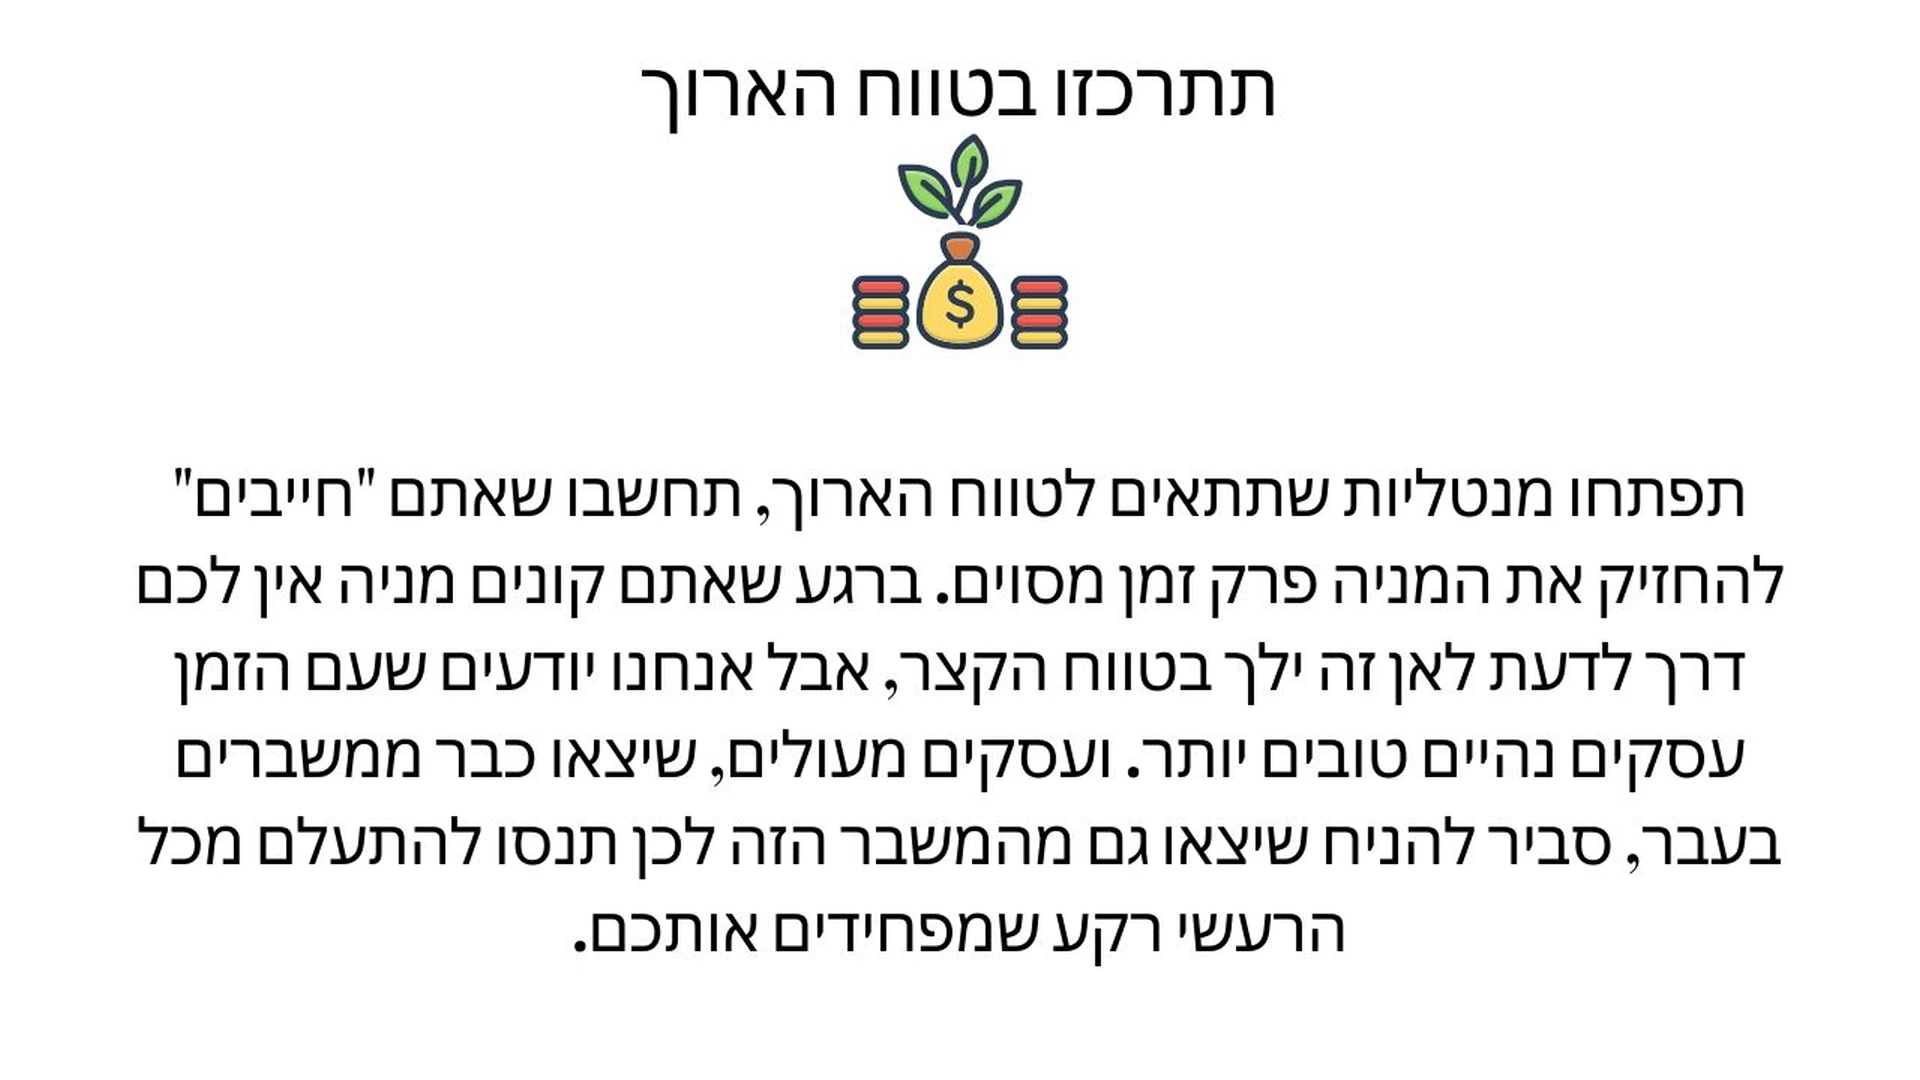 תתרכזו בטווח הארוך
$
תפתחו מנטליות שתתאים לטווח הארוך, תחשבו שאתם "חייבים"
להחזיק את המניה פרק זמן מסוים. ברגע שאתם קונים מניה אין לכם
דרך לדעת לאן זה ילך בטווח הקצר, אבל אנחנו יודעים שעם הזמן
עסקים נהיים טובים יותר. ועסקים מעולים, שיצאו כבר ממשברים
בעבר, סביר להניח שיצאו גם מהמשבר הזה לכן תנסו להתעלם מכל
הרעשי רקע שמפחידים אותכם.